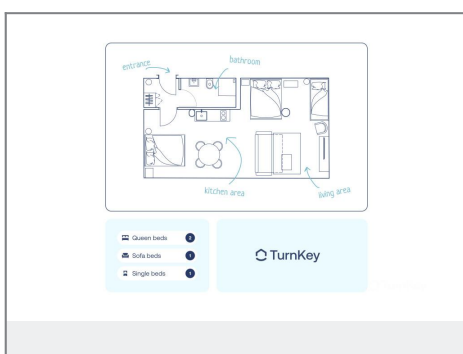 entrance
bathroom
kitchen area
living area
Queen beds 2
Sofa beds 1
Single beds 1
TurnKey